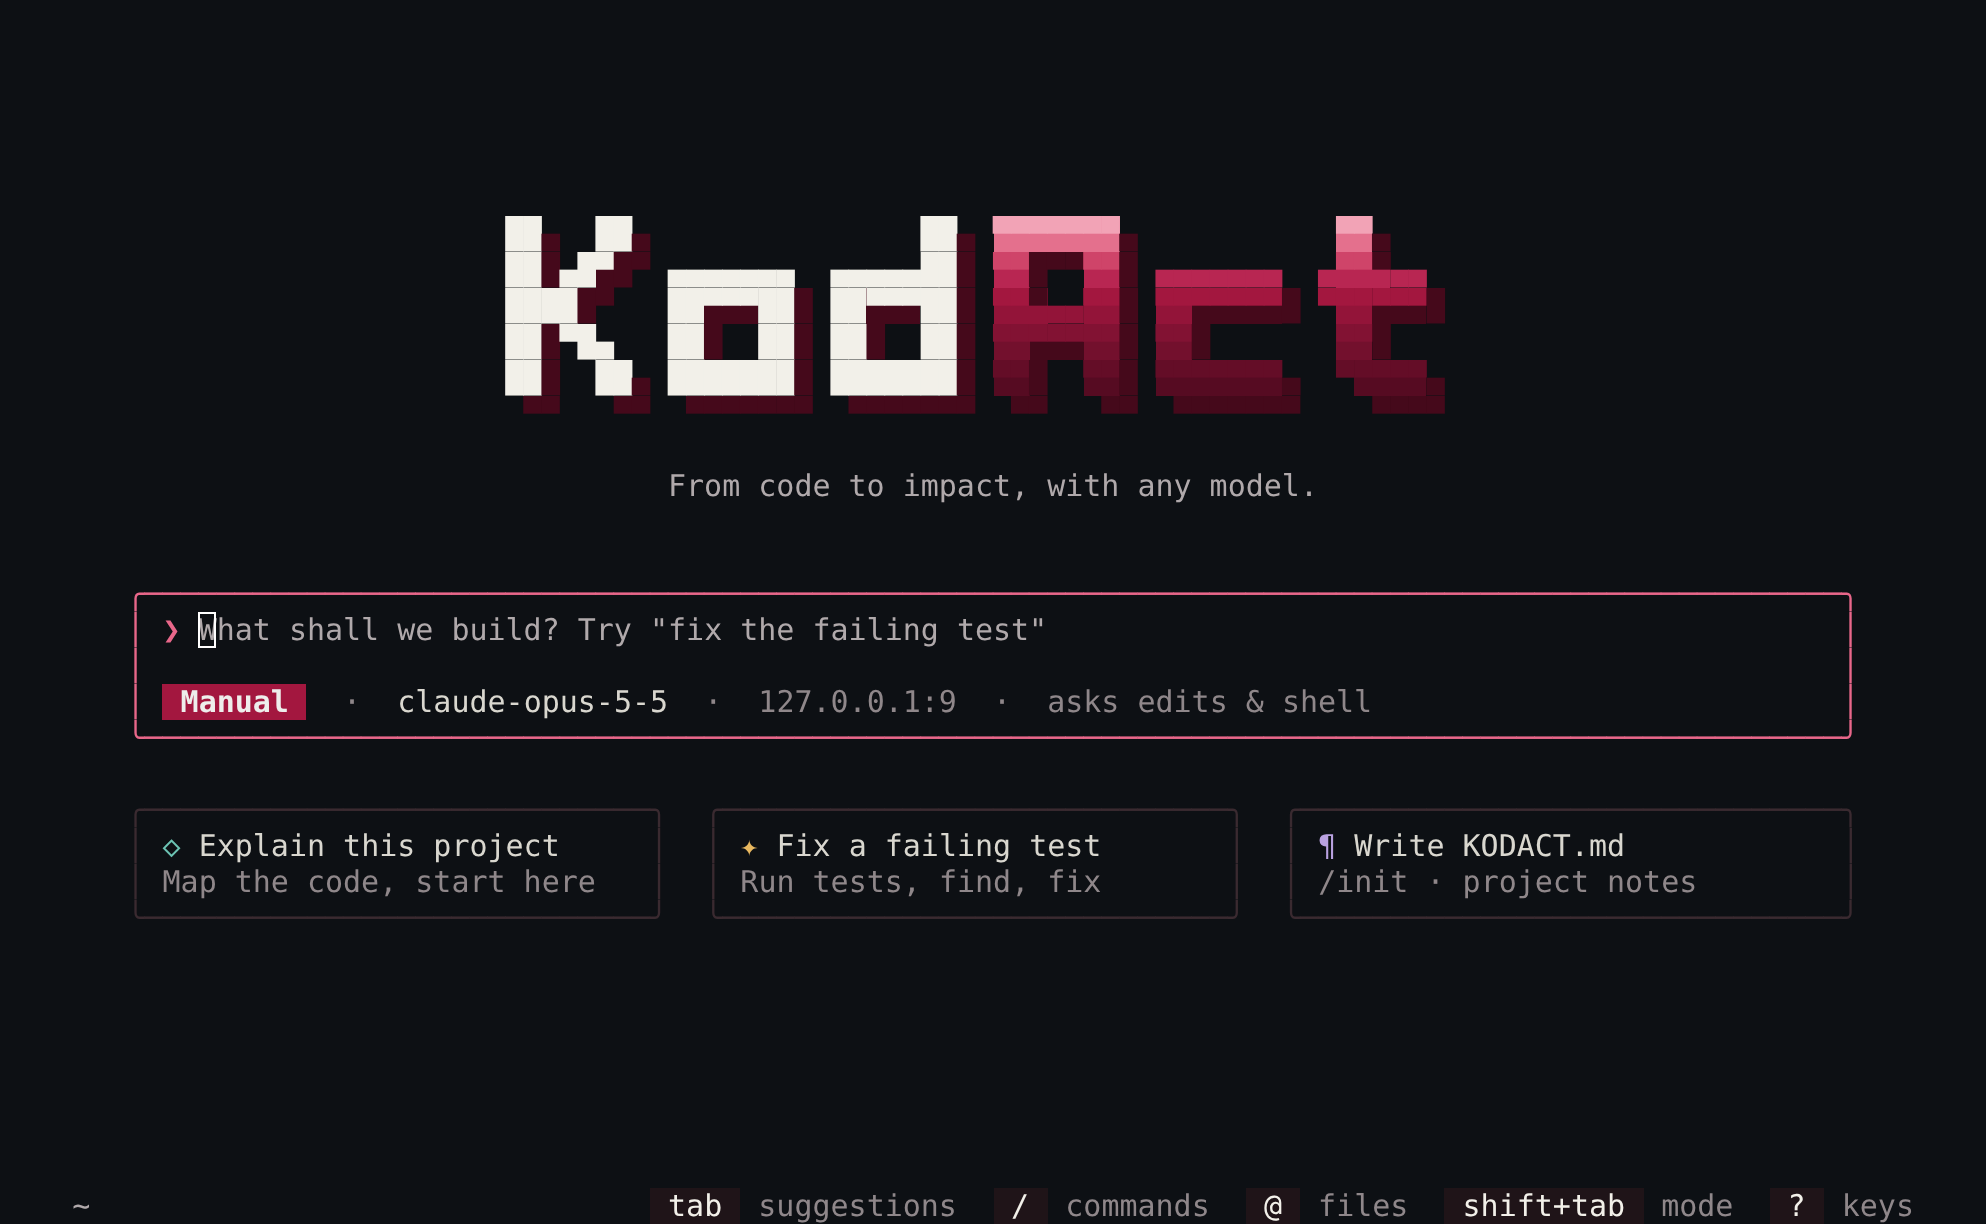 KodAct
From code to impact, with any model.
❯ What shall we build? Try "fix the failing test"
Manual · claude-opus-5-5 · 127.0.0.1:9 · asks edits & shell
◇ Explain this project
Map the code, start here
✦ Fix a failing test
Run tests, find, fix
¶ Write KODACT.md
/init · project notes
~ tab suggestions / commands @ files shift+tab mode ? keys